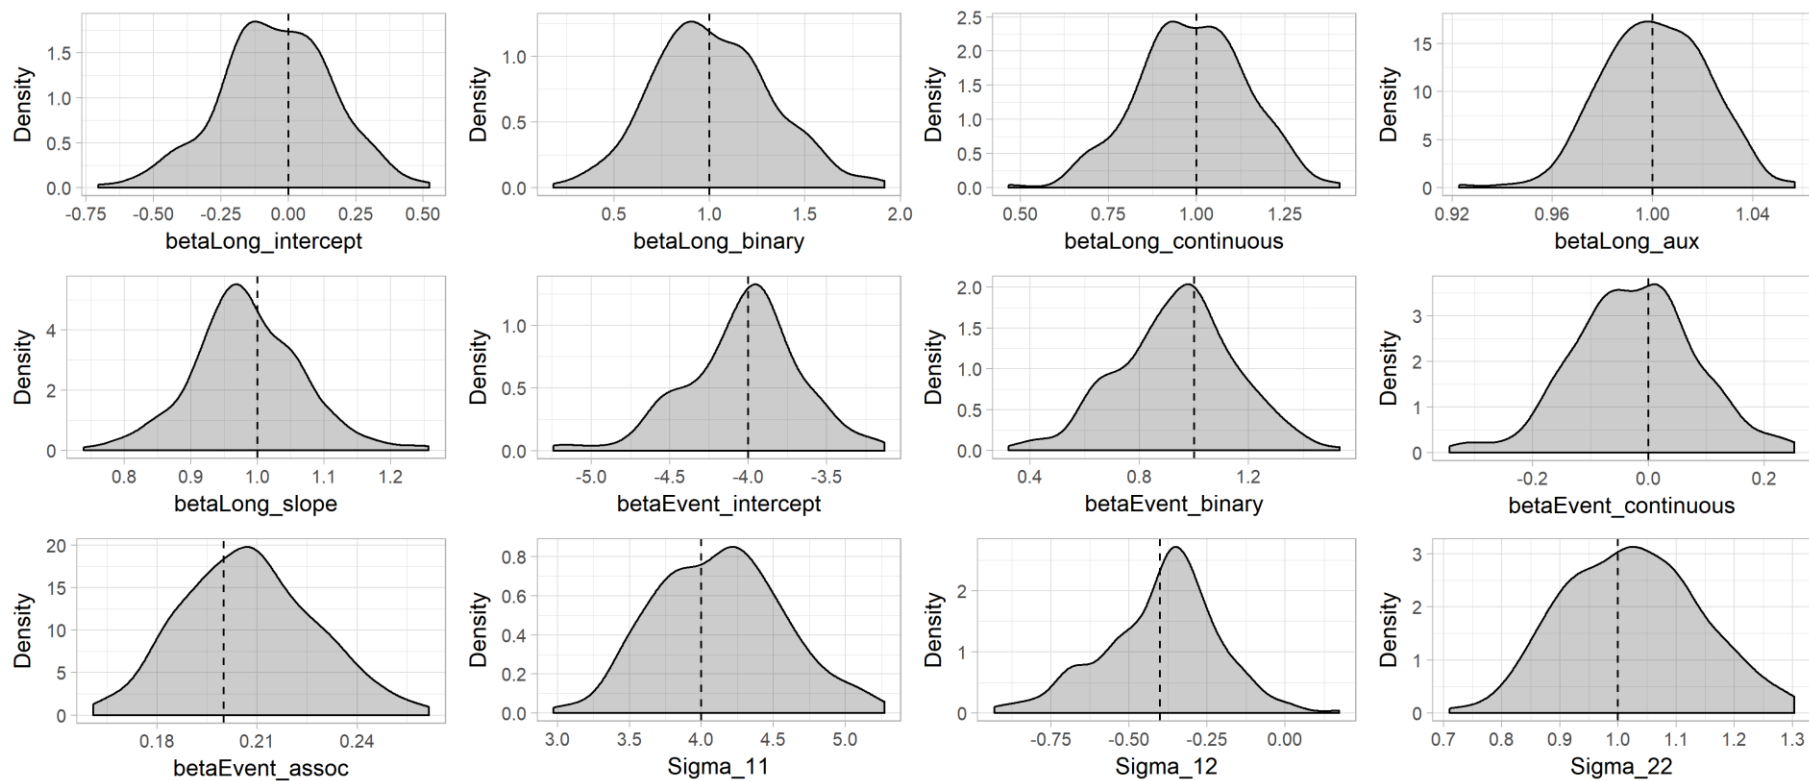 Density
1.5
1.0
0.5
0.0
-0.75 -0.50 -0.25 0.00 0.25 0.50
betaLong_intercept
Density
1.0
0.5
0.0
0.5 1.0 1.5 2.0
betaLong_binary
Density
2.5
2.0
1.5
1.0
0.5
0.0
0.50 0.75 1.00 1.25
betaLong_continuous
Density
15
10
5
0
0.92 0.96 1.00 1.04
betaLong_aux
Density
4
2
0
0.8 0.9 1.0 1.1 1.2
betaLong_slope
Density
1.0
0.5
0.0
-5.0 -4.5 -4.0 -3.5
betaEvent_intercept
Density
2.0
1.5
1.0
0.5
0.0
0.4 0.8 1.2
betaEvent_binary
Density
3
2
1
0
-0.2 0.0 0.2
betaEvent_continuous
Density
20
15
10
5
0
0.18 0.21 0.24
betaEvent_assoc
Density
0.8
0.6
0.4
0.2
0.0
3.0 3.5 4.0 4.5 5.0
Sigma_11
Density
2
1
0
-0.75 -0.50 -0.25 0.00
Sigma_12
Density
3
2
1
0
0.7 0.8 0.9 1.0 1.1 1.2 1.3
Sigma_22